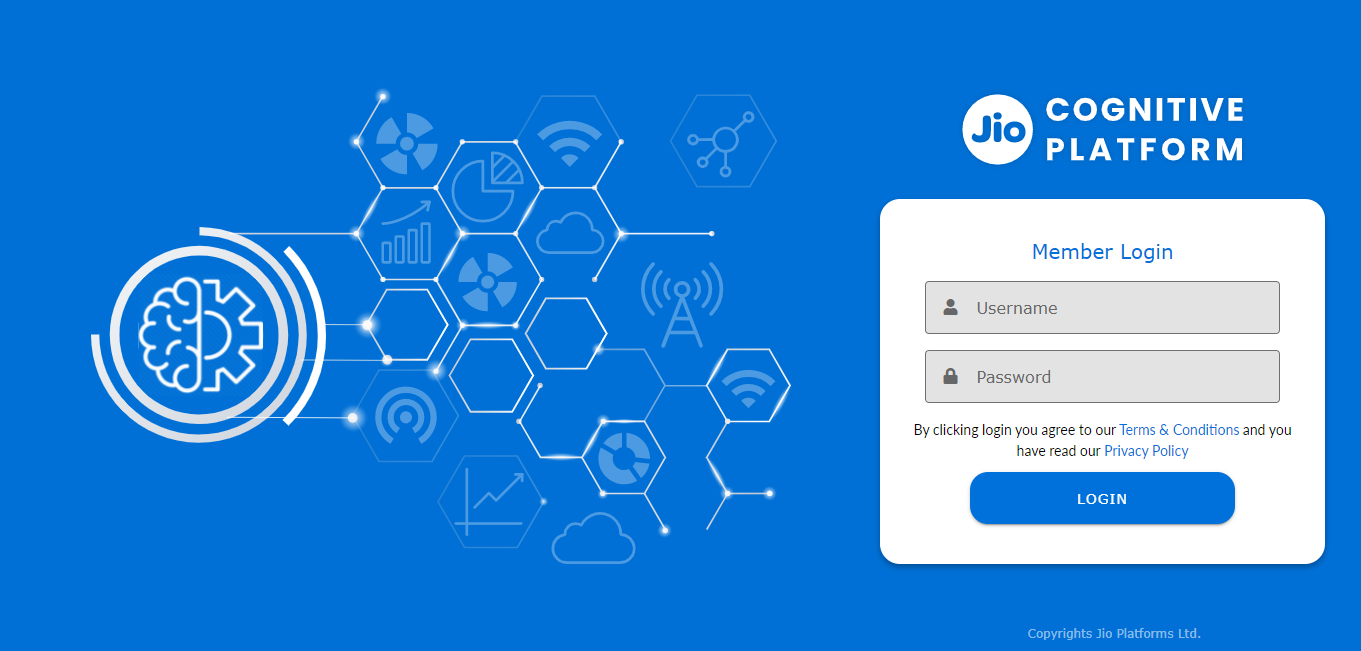 Jio
COGNITIVE
PLATFORM
Member Login
Username
Password
By clicking login you agree to our Terms & Conditions and you
have read our Privacy Policy
LOGIN
Copyrights Jio Platforms Ltd.